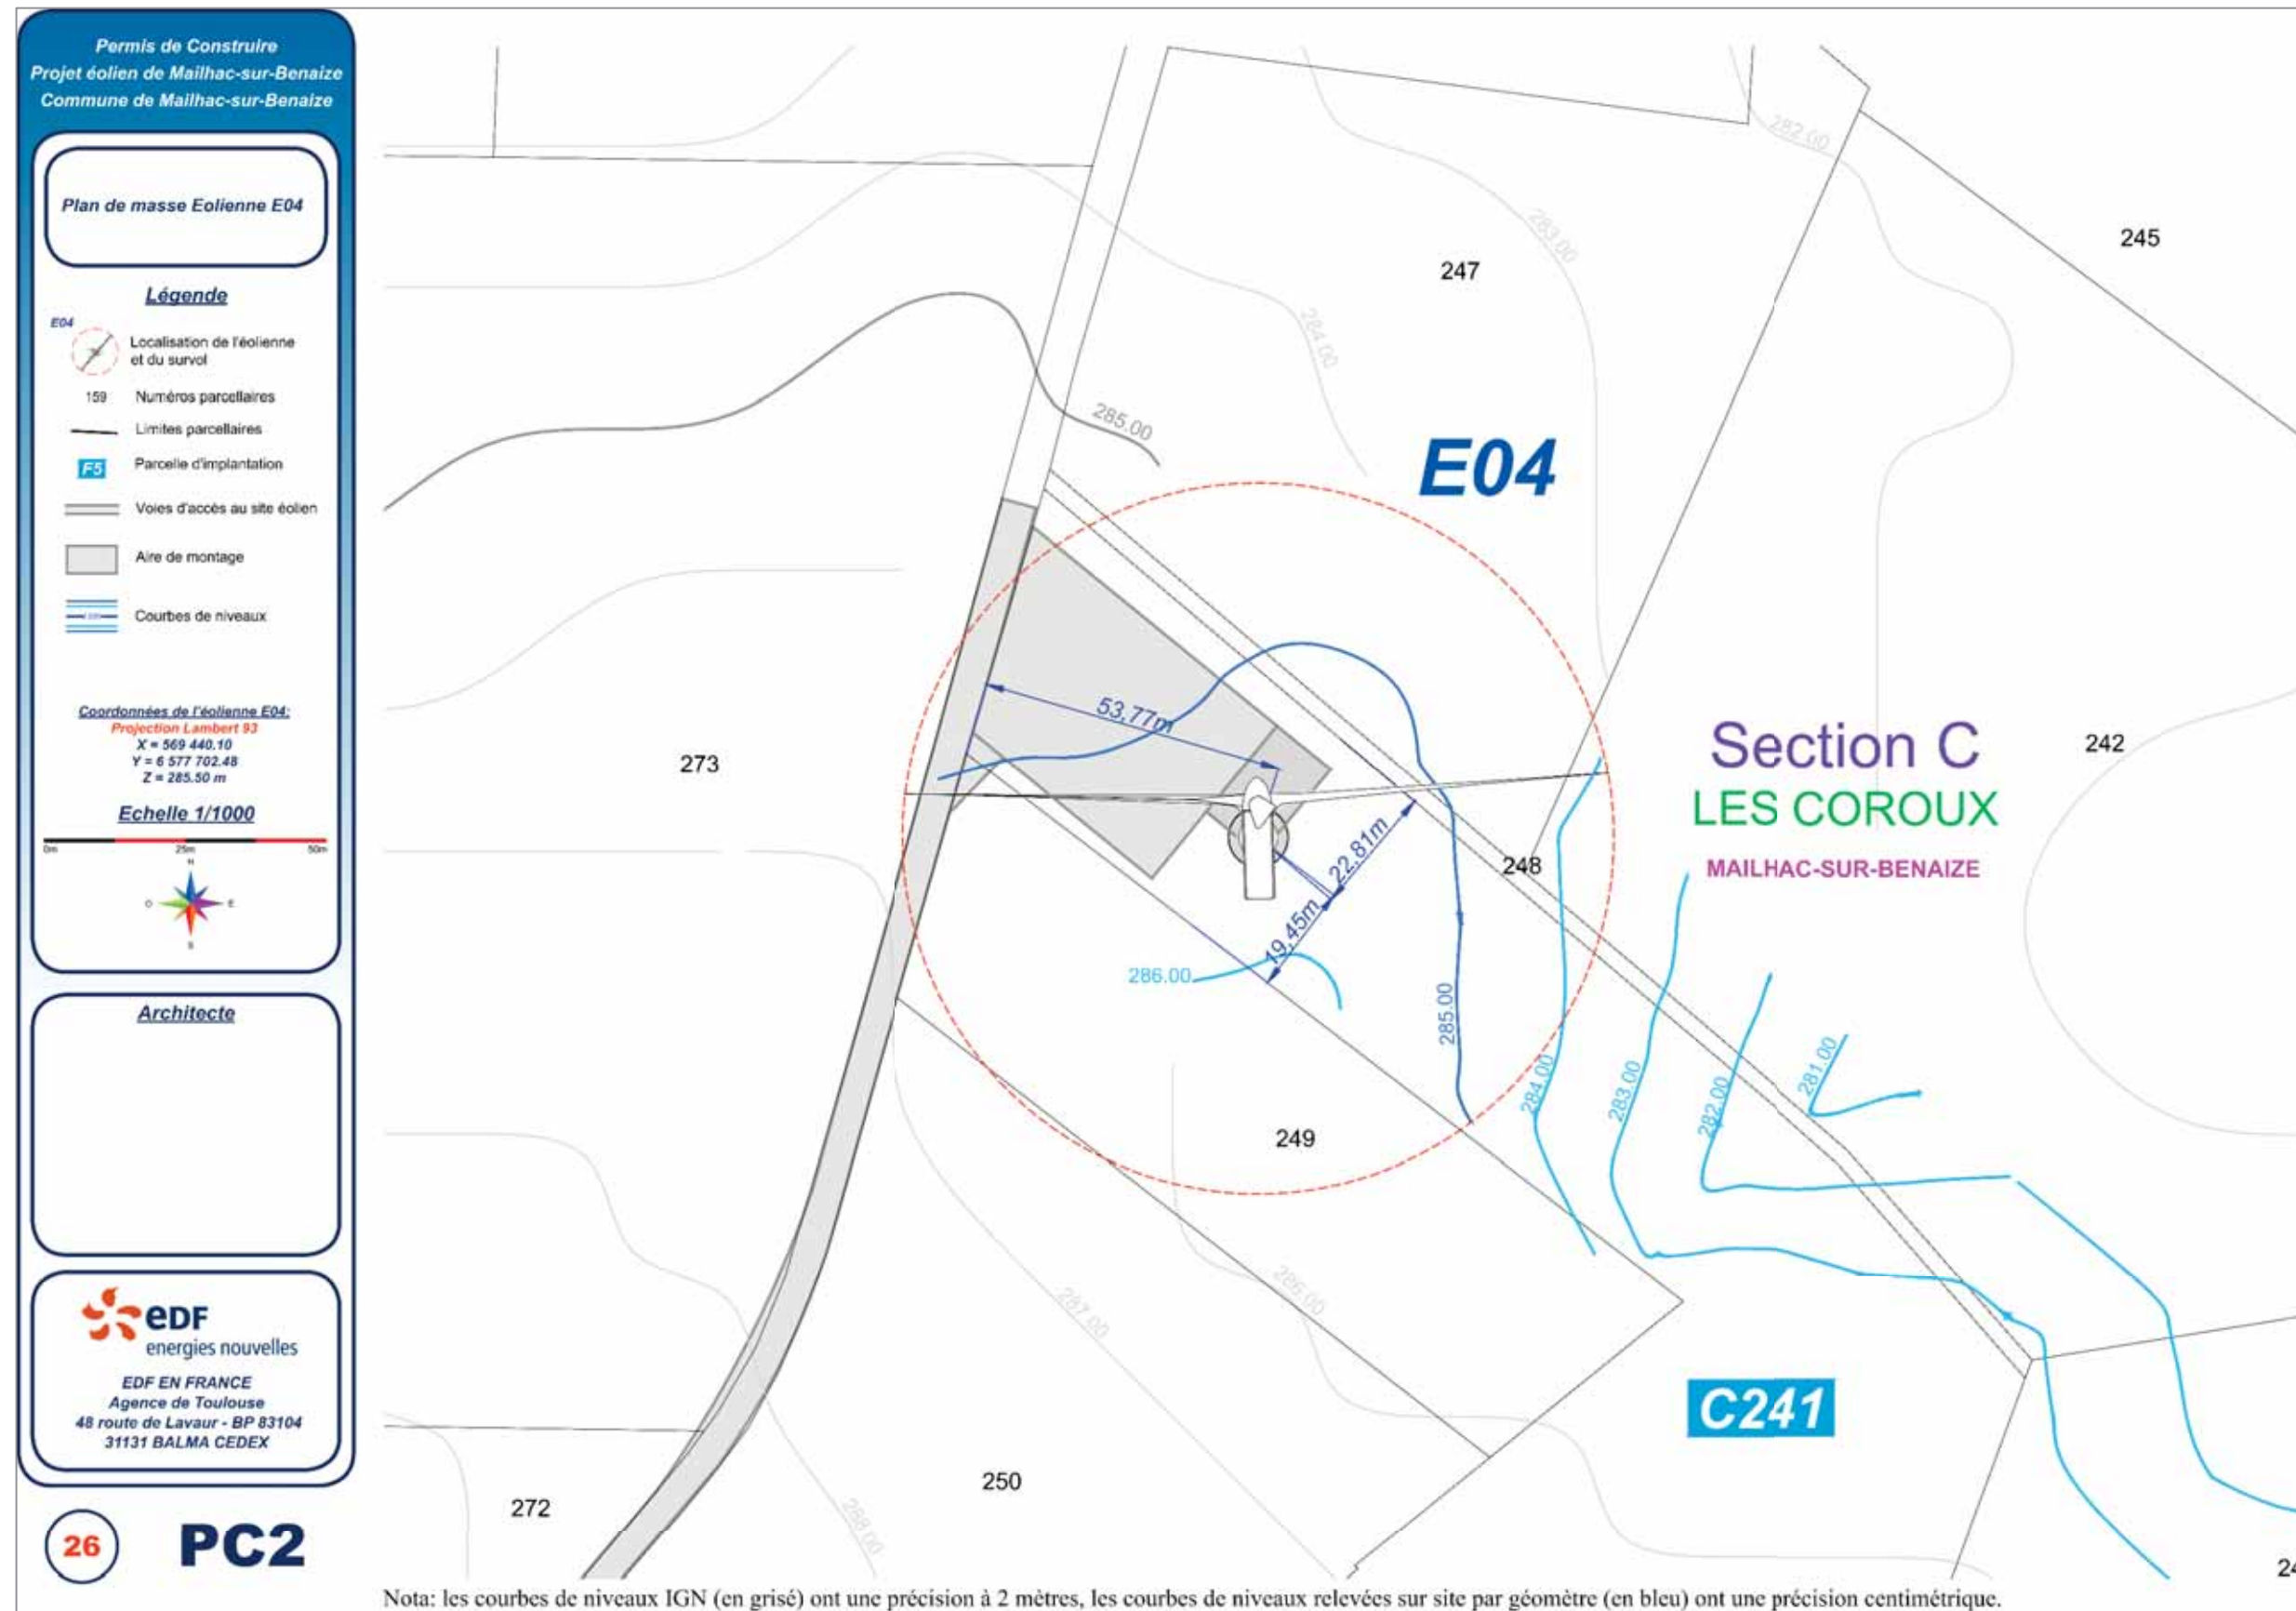 Permis de Construire
Projet éolien de Mailhac-sur-Benaize
Commune de Mailhac-sur-Benaize
Plan de masse Eolienne E04
Légende
E04
Localisation de l'éolienne
et du survol
159 Numéros parcellaires
Limites parcellaires
F5 Parcelle d'implantation
Voies d'accès au site éolien
Aire de montage
Courbes de niveaux
Coordonnées de l'éolienne E04:
Projection Lambert 93
X = 569 440.10
Y = 6 577 702.48
Z = 285.50 m
Echelle 1/1000
0m 25m 50m
N
O E
S
Architecte
eDF
energies nouvelles
EDF EN FRANCE
Agence de Toulouse
48 route de Lavaur - BP 83104
31131 BALMA CEDEX
26 PC2
282.00
245
283.00
247
284.00
285.00
E04
53,77m
273
Section C
242
LES COROUX
MAILHAC-SUR-BENAIZE
22,81m
248
19,45m
286.00
285.00
284.00
283.00
282.00
281.00
249
286.00
287.00
C241
250
272
288.00
24
Nota: les courbes de niveaux IGN (en grisé) ont une précision à 2 mètres, les courbes de niveaux relevées sur site par géomètre (en bleu) ont une précision centimétrique.